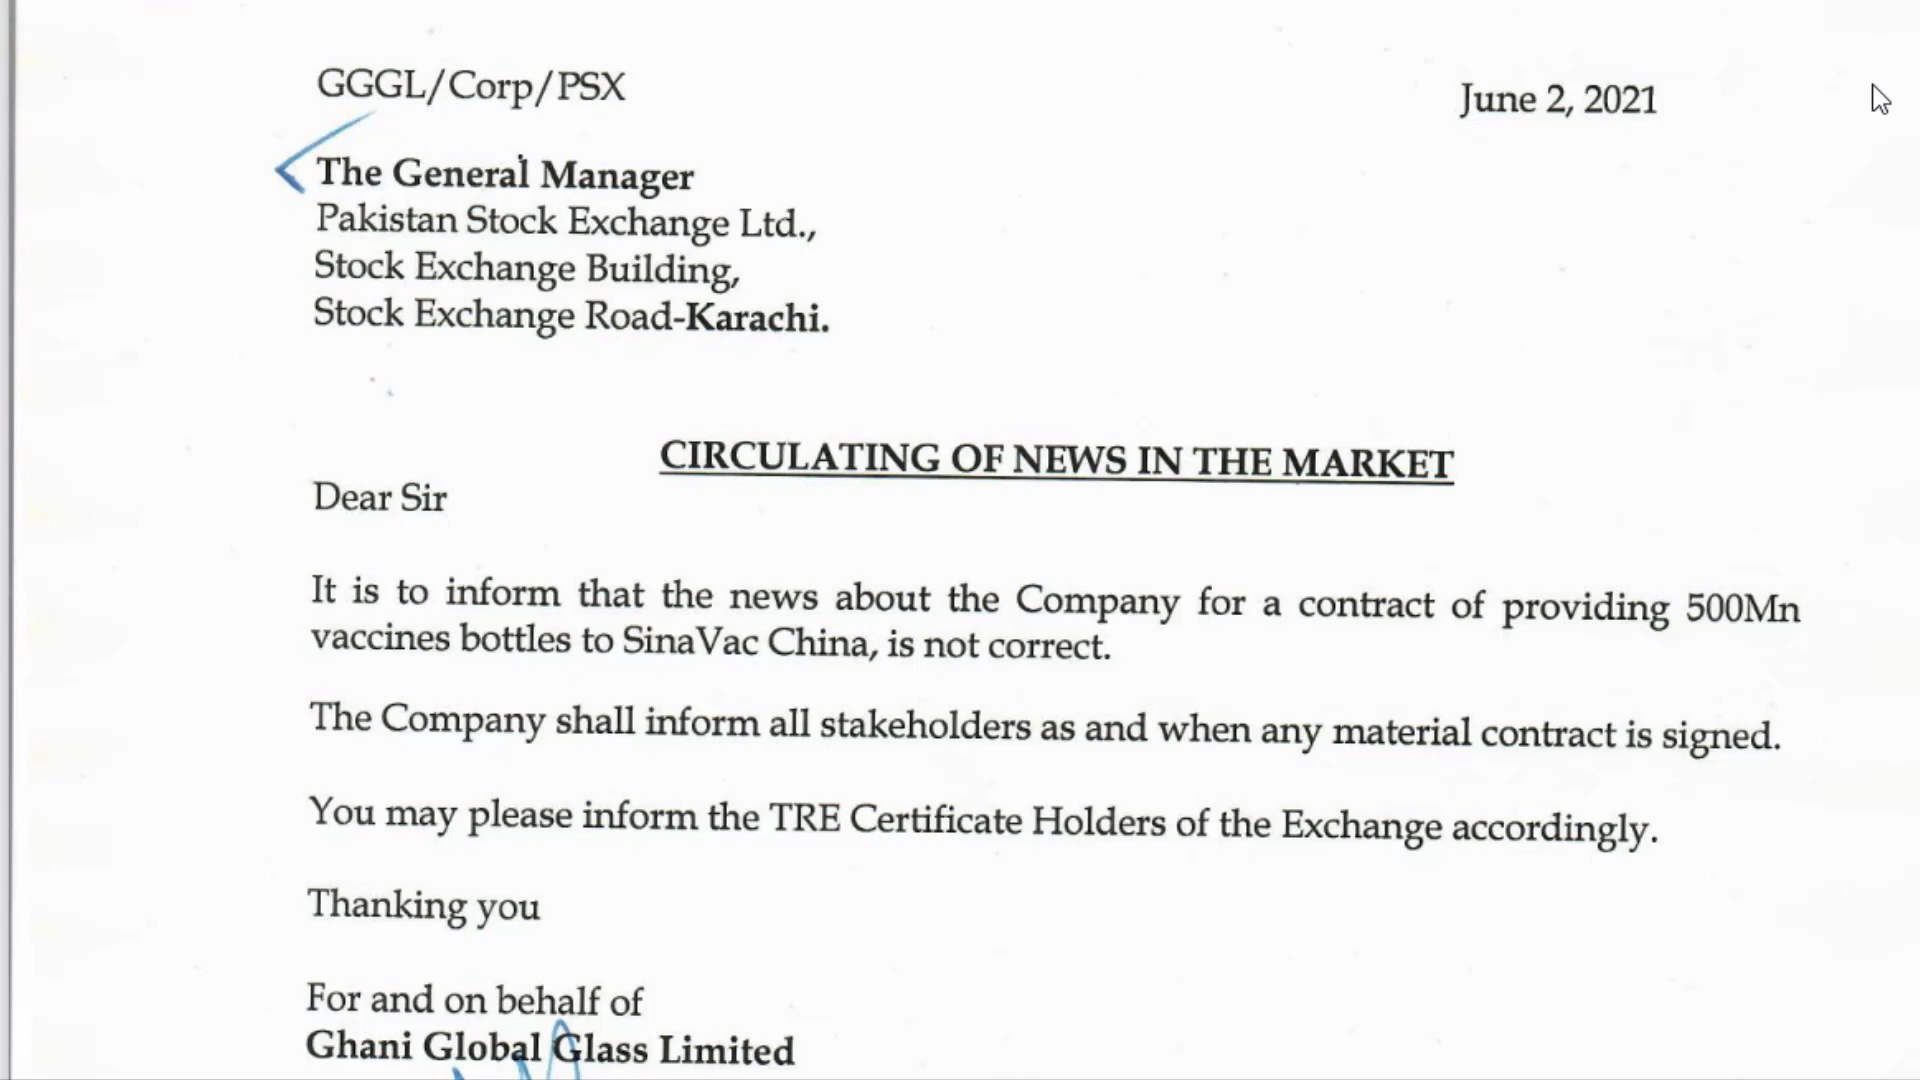 GGGL/Corp/PSX
June 2, 2021
The General Manager
Pakistan Stock Exchange Ltd.,
Stock Exchange Building,
Stock Exchange Road-Karachi.
CIRCULATING OF NEWS IN THE MARKET
Dear Sir
It is to inform that the news about the Company for a contract of providing 500Mn
vaccines bottles to SinaVac China, is not correct.
The Company shall inform all stakeholders as and when any material contract is signed.
You may please inform the TRE Certificate Holders of the Exchange accordingly.
Thanking you
For and on behalf of
Ghani Global Glass Limited